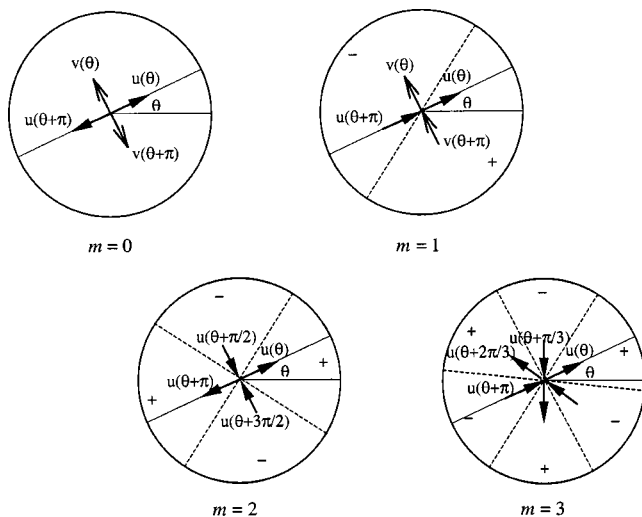 v(θ)
u(θ)
θ
u(θ+π)
v(θ+π)
m=0
−
v(θ)
u(θ)
θ
u(θ+π)
v(θ+π)
+
m=1
−
u(θ+π/2)
u(θ)
+
θ
u(θ+π)
+
u(θ+3π/2)
−
m=2
−
+
u(θ+π/3)
+
u(θ+2π/3)
u(θ)
θ
u(θ+π)
−
−
+
m=3